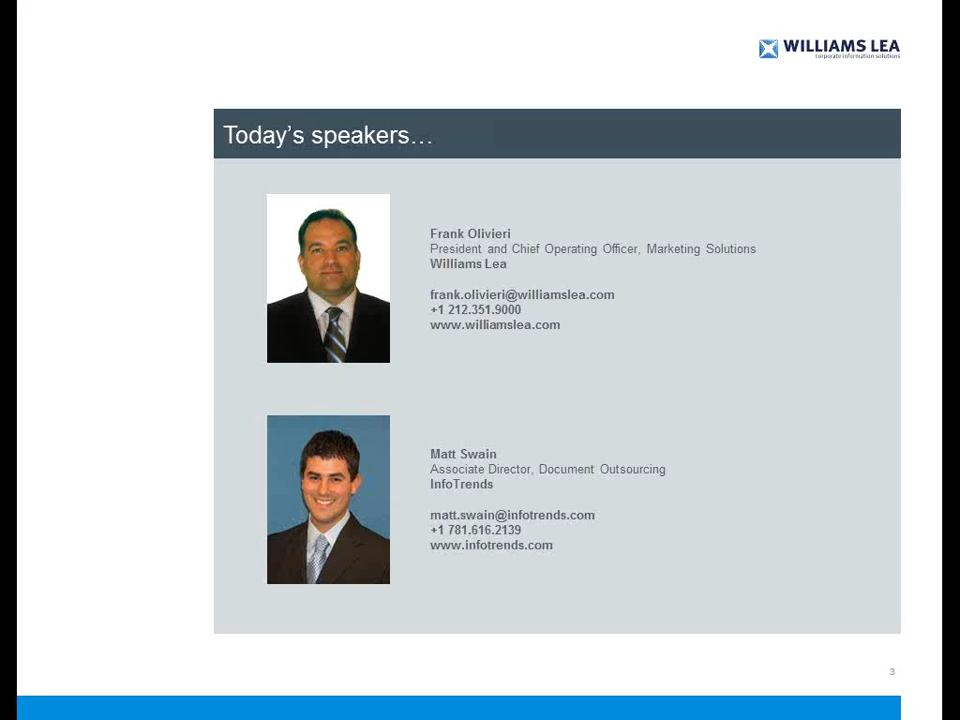 WILLIAMS LEA
corporate information solutions
Today's speakers…
Frank Olivieri
President and Chief Operating Officer, Marketing Solutions
Williams Lea
frank.olivieri@williamslea.com
+1 212.351.9000
www.williamslea.com
Matt Swain
Associate Director, Document Outsourcing
InfoTrends
matt.swain@infotrends.com
+1 781.616.2139
www.infotrends.com
3